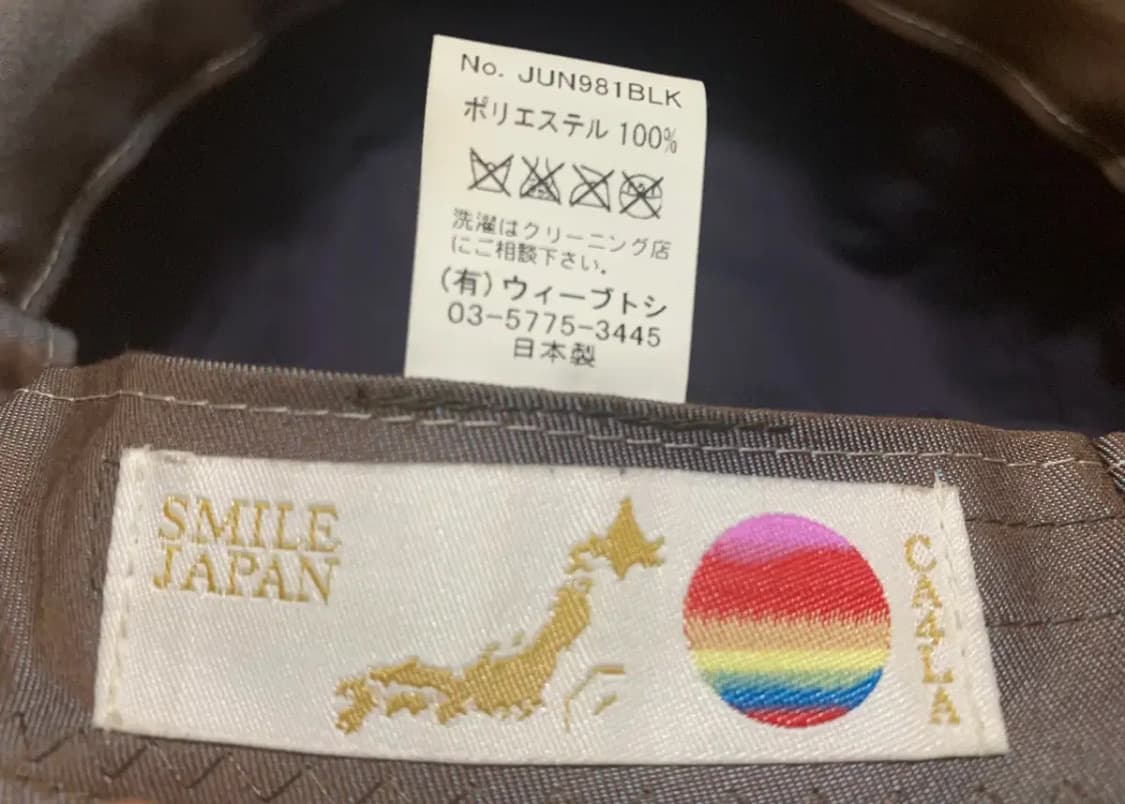 No. JUN981BLK
ポリエステル 100%
洗濯はクリーニング店
にご相談下さい。
(有)ウィーブトシ
03-5775-3445
日本製
SMILE
JAPAN
CA4LA